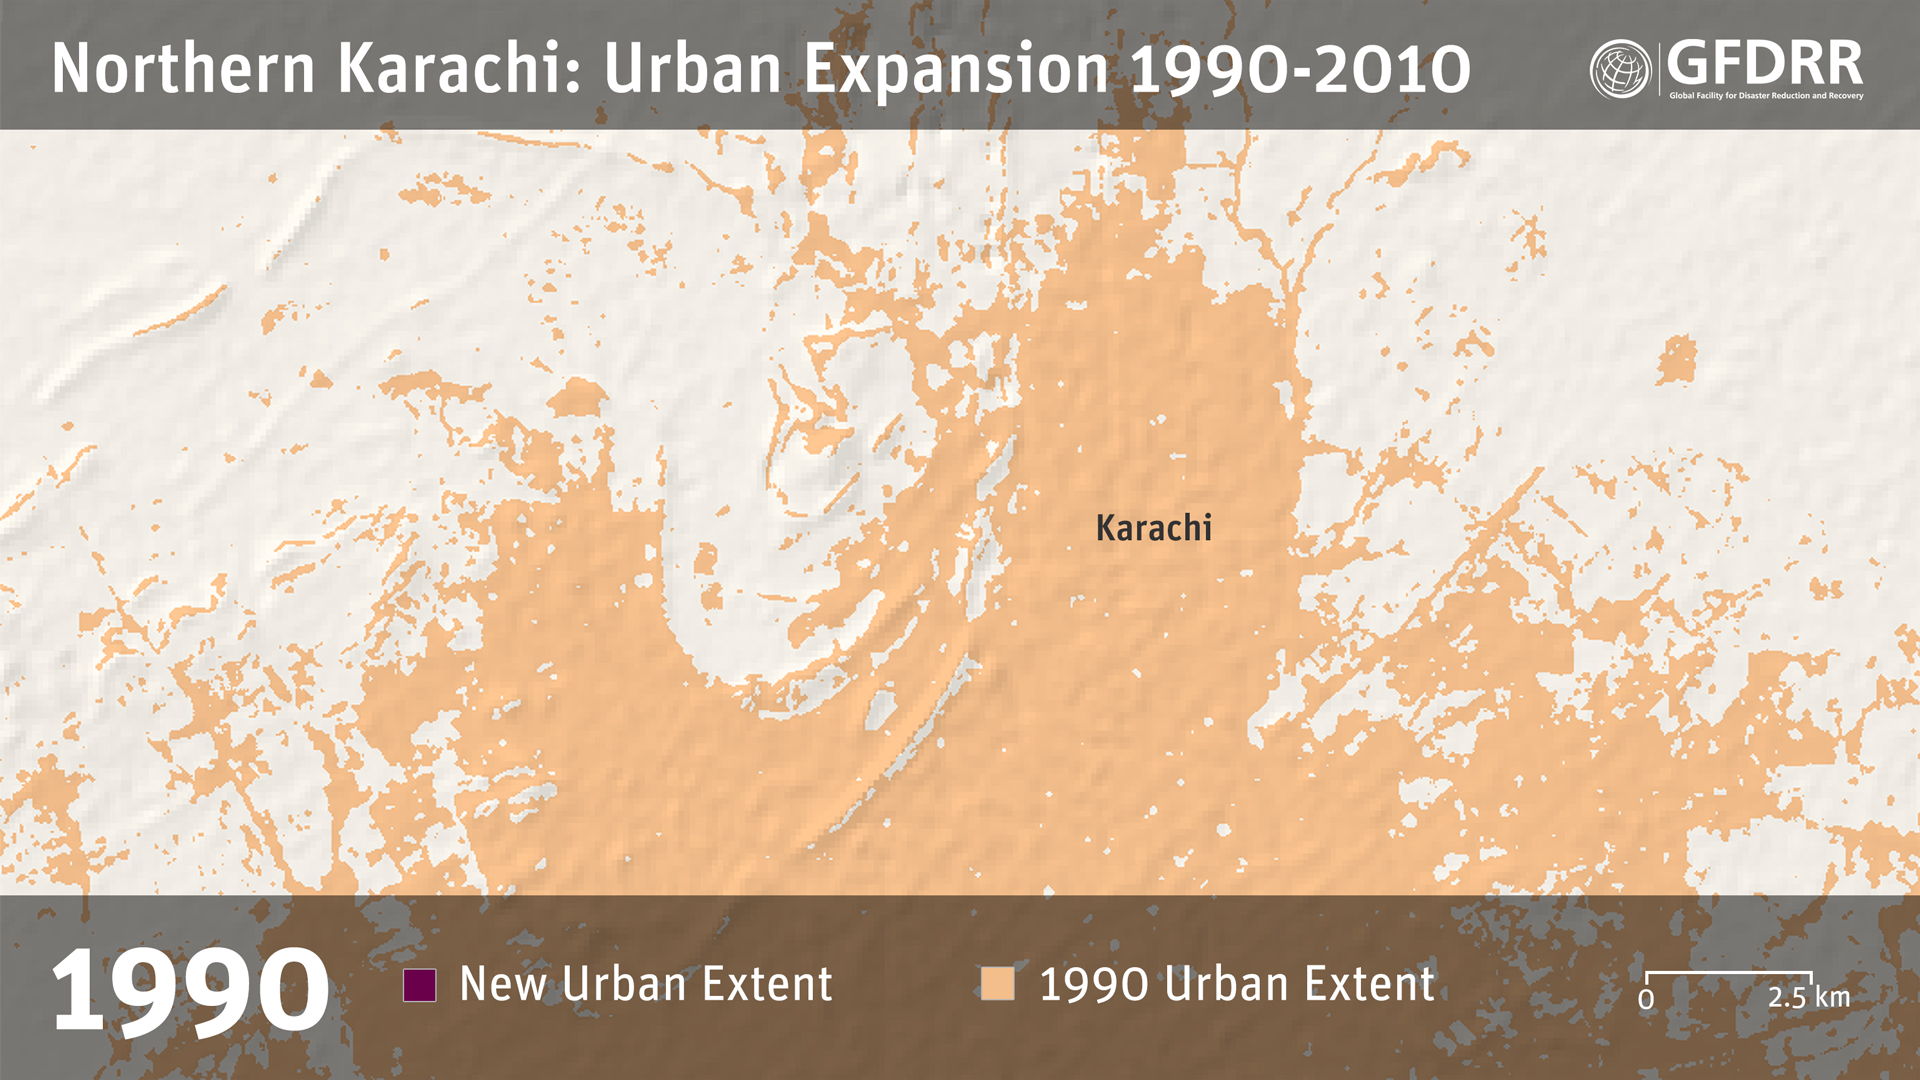 Northern Karachi: Urban Expansion 1990-2010
GFDRR
Global Facility for Disaster Reduction and Recovery
Karachi
1990
New Urban Extent
1990 Urban Extent
0
2.5 km